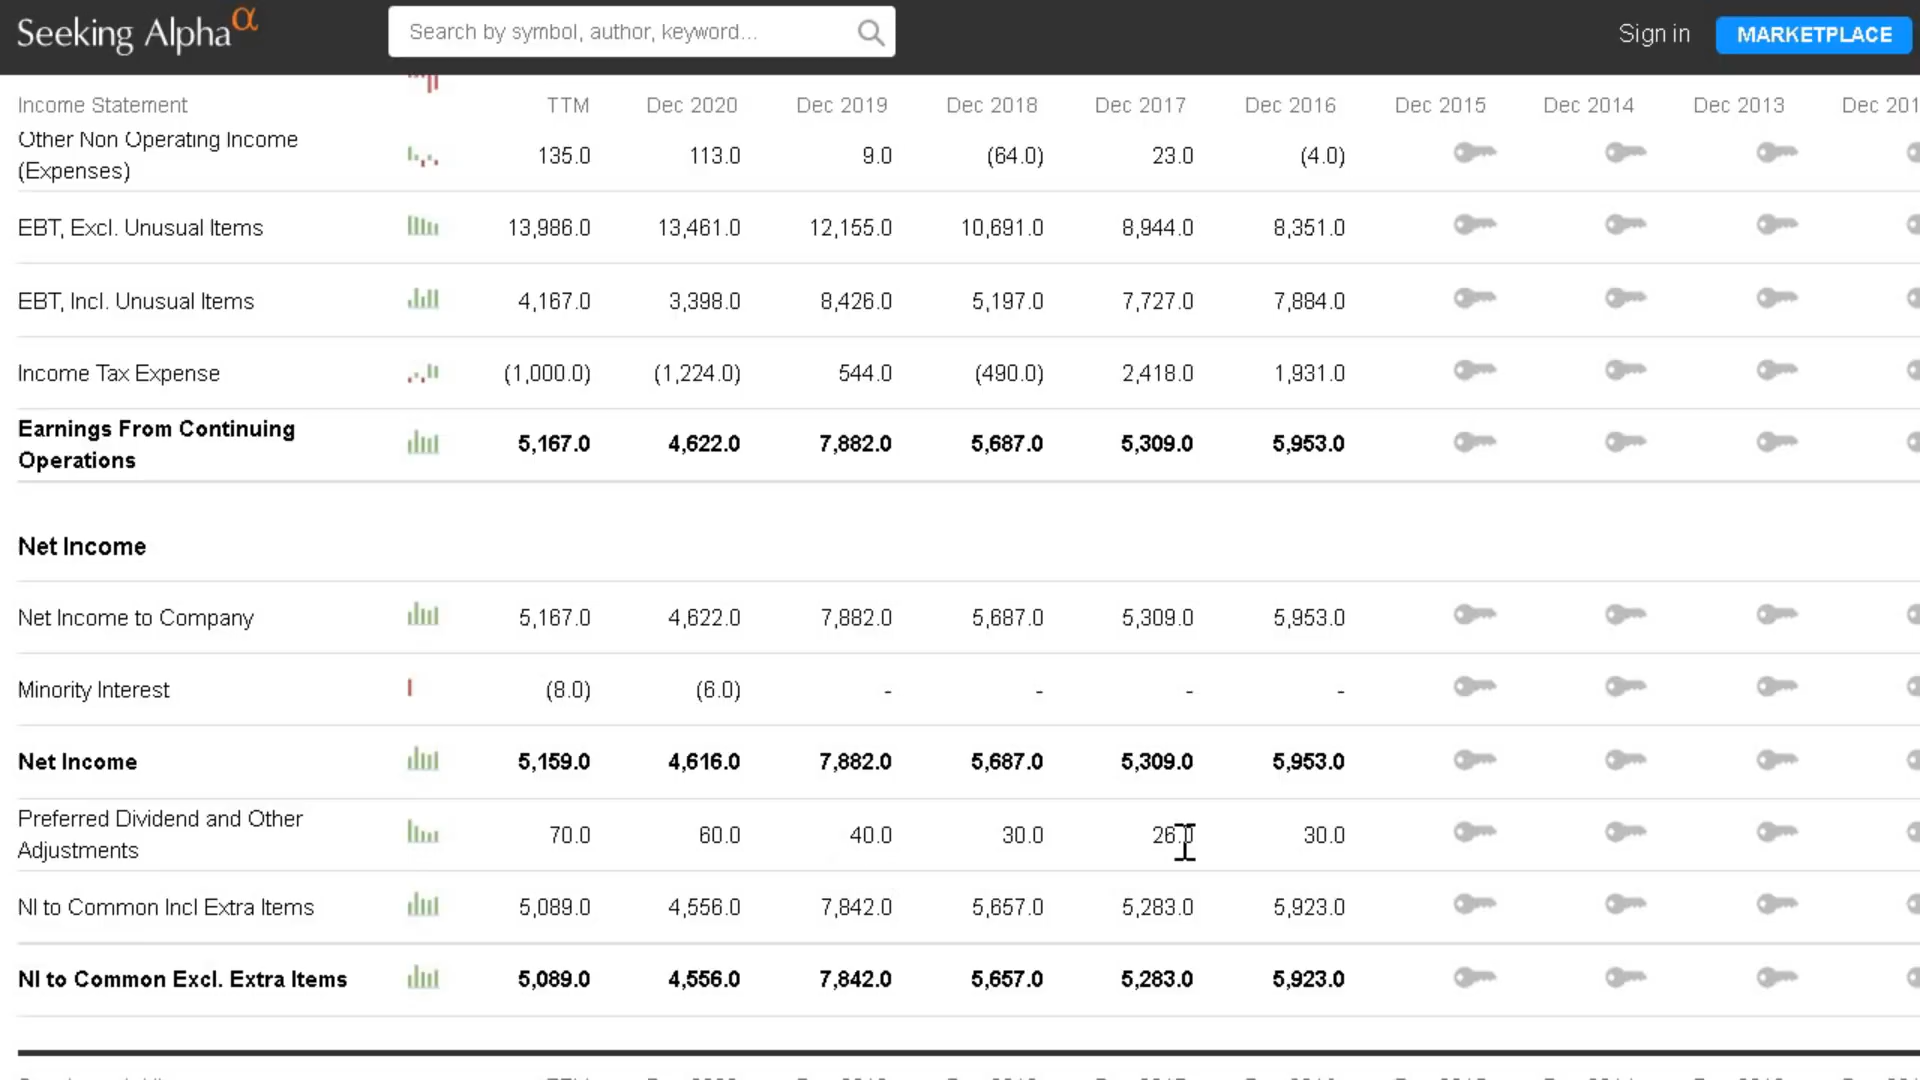 Seeking Alpha α
Search by symbol, author, keyword...
Sign in
MARKETPLACE
Income Statement TTM Dec 2020 Dec 2019 Dec 2018 Dec 2017 Dec 2016 Dec 2015 Dec 2014 Dec 2013 Dec 201
Other Non Operating Income
(Expenses) 135.0 113.0 9.0 (64.0) 23.0 (4.0)
EBT, Excl. Unusual Items 13,986.0 13,461.0 12,155.0 10,691.0 8,944.0 8,351.0
EBT, Incl. Unusual Items 4,167.0 3,398.0 8,426.0 5,197.0 7,727.0 7,884.0
Income Tax Expense (1,000.0) (1,224.0) 544.0 (490.0) 2,418.0 1,931.0
Earnings From Continuing
Operations 5,167.0 4,622.0 7,882.0 5,687.0 5,309.0 5,953.0
Net Income
Net Income to Company 5,167.0 4,622.0 7,882.0 5,687.0 5,309.0 5,953.0
Minority Interest (8.0) (6.0) - - - -
Net Income 5,159.0 4,616.0 7,882.0 5,687.0 5,309.0 5,953.0
Preferred Dividend and Other
Adjustments 70.0 60.0 40.0 30.0 26.0 30.0
NI to Common Incl Extra Items 5,089.0 4,556.0 7,842.0 5,657.0 5,283.0 5,923.0
NI to Common Excl. Extra Items 5,089.0 4,556.0 7,842.0 5,657.0 5,283.0 5,923.0